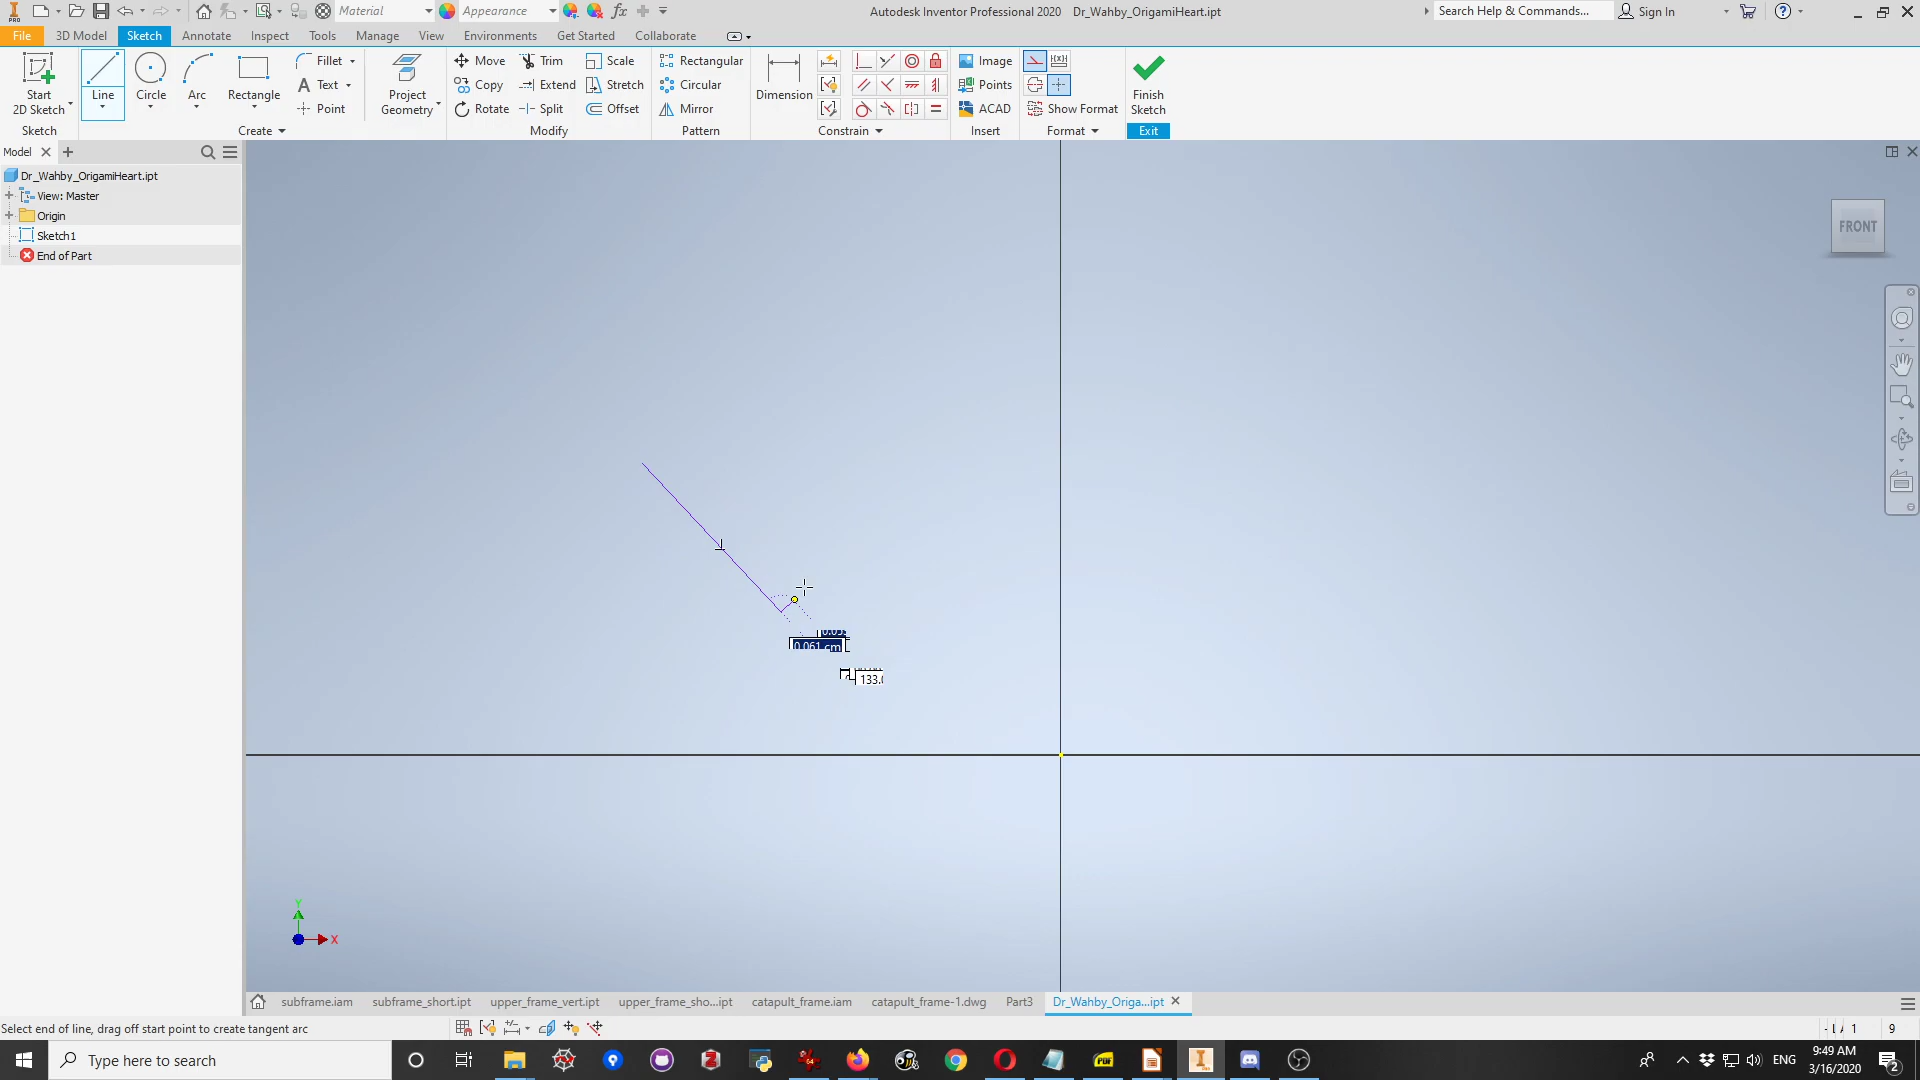 Material
Appearance
Autodesk Inventor Professional 2020 Dr_Wahby_OrigamiHeart.ipt
Search Help & Commands...
Sign In
File 3D Model Sketch Annotate Inspect Tools Manage View Environments Get Started Collaborate
Start
2D Sketch
Line
Circle
Arc
Rectangle
Fillet
Text
Point
Project
Geometry
Move
Copy
Rotate
Trim
Extend
Split
Scale
Stretch
Offset
Rectangular
Circular
Mirror
Dimension
Image
Points
ACAD
Show Format
Finish
Sketch
Sketch Create Modify Pattern Constrain Insert Format Exit
Model
Dr_Wahby_OrigamiHeart.ipt
View: Master
Origin
Sketch1
End of Part
FRONT
0.061 cm
Y
X
subframe.iam subframe_short.ipt upper_frame_vert.ipt upper_frame_sho...ipt catapult_frame.iam catapult_frame-1.dwg Part3 Dr_Wahby_Origa...ipt
Select end of line, drag off start point to create tangent arc
1 9
Type here to search
ENG
9:49 AM
3/16/2020
2